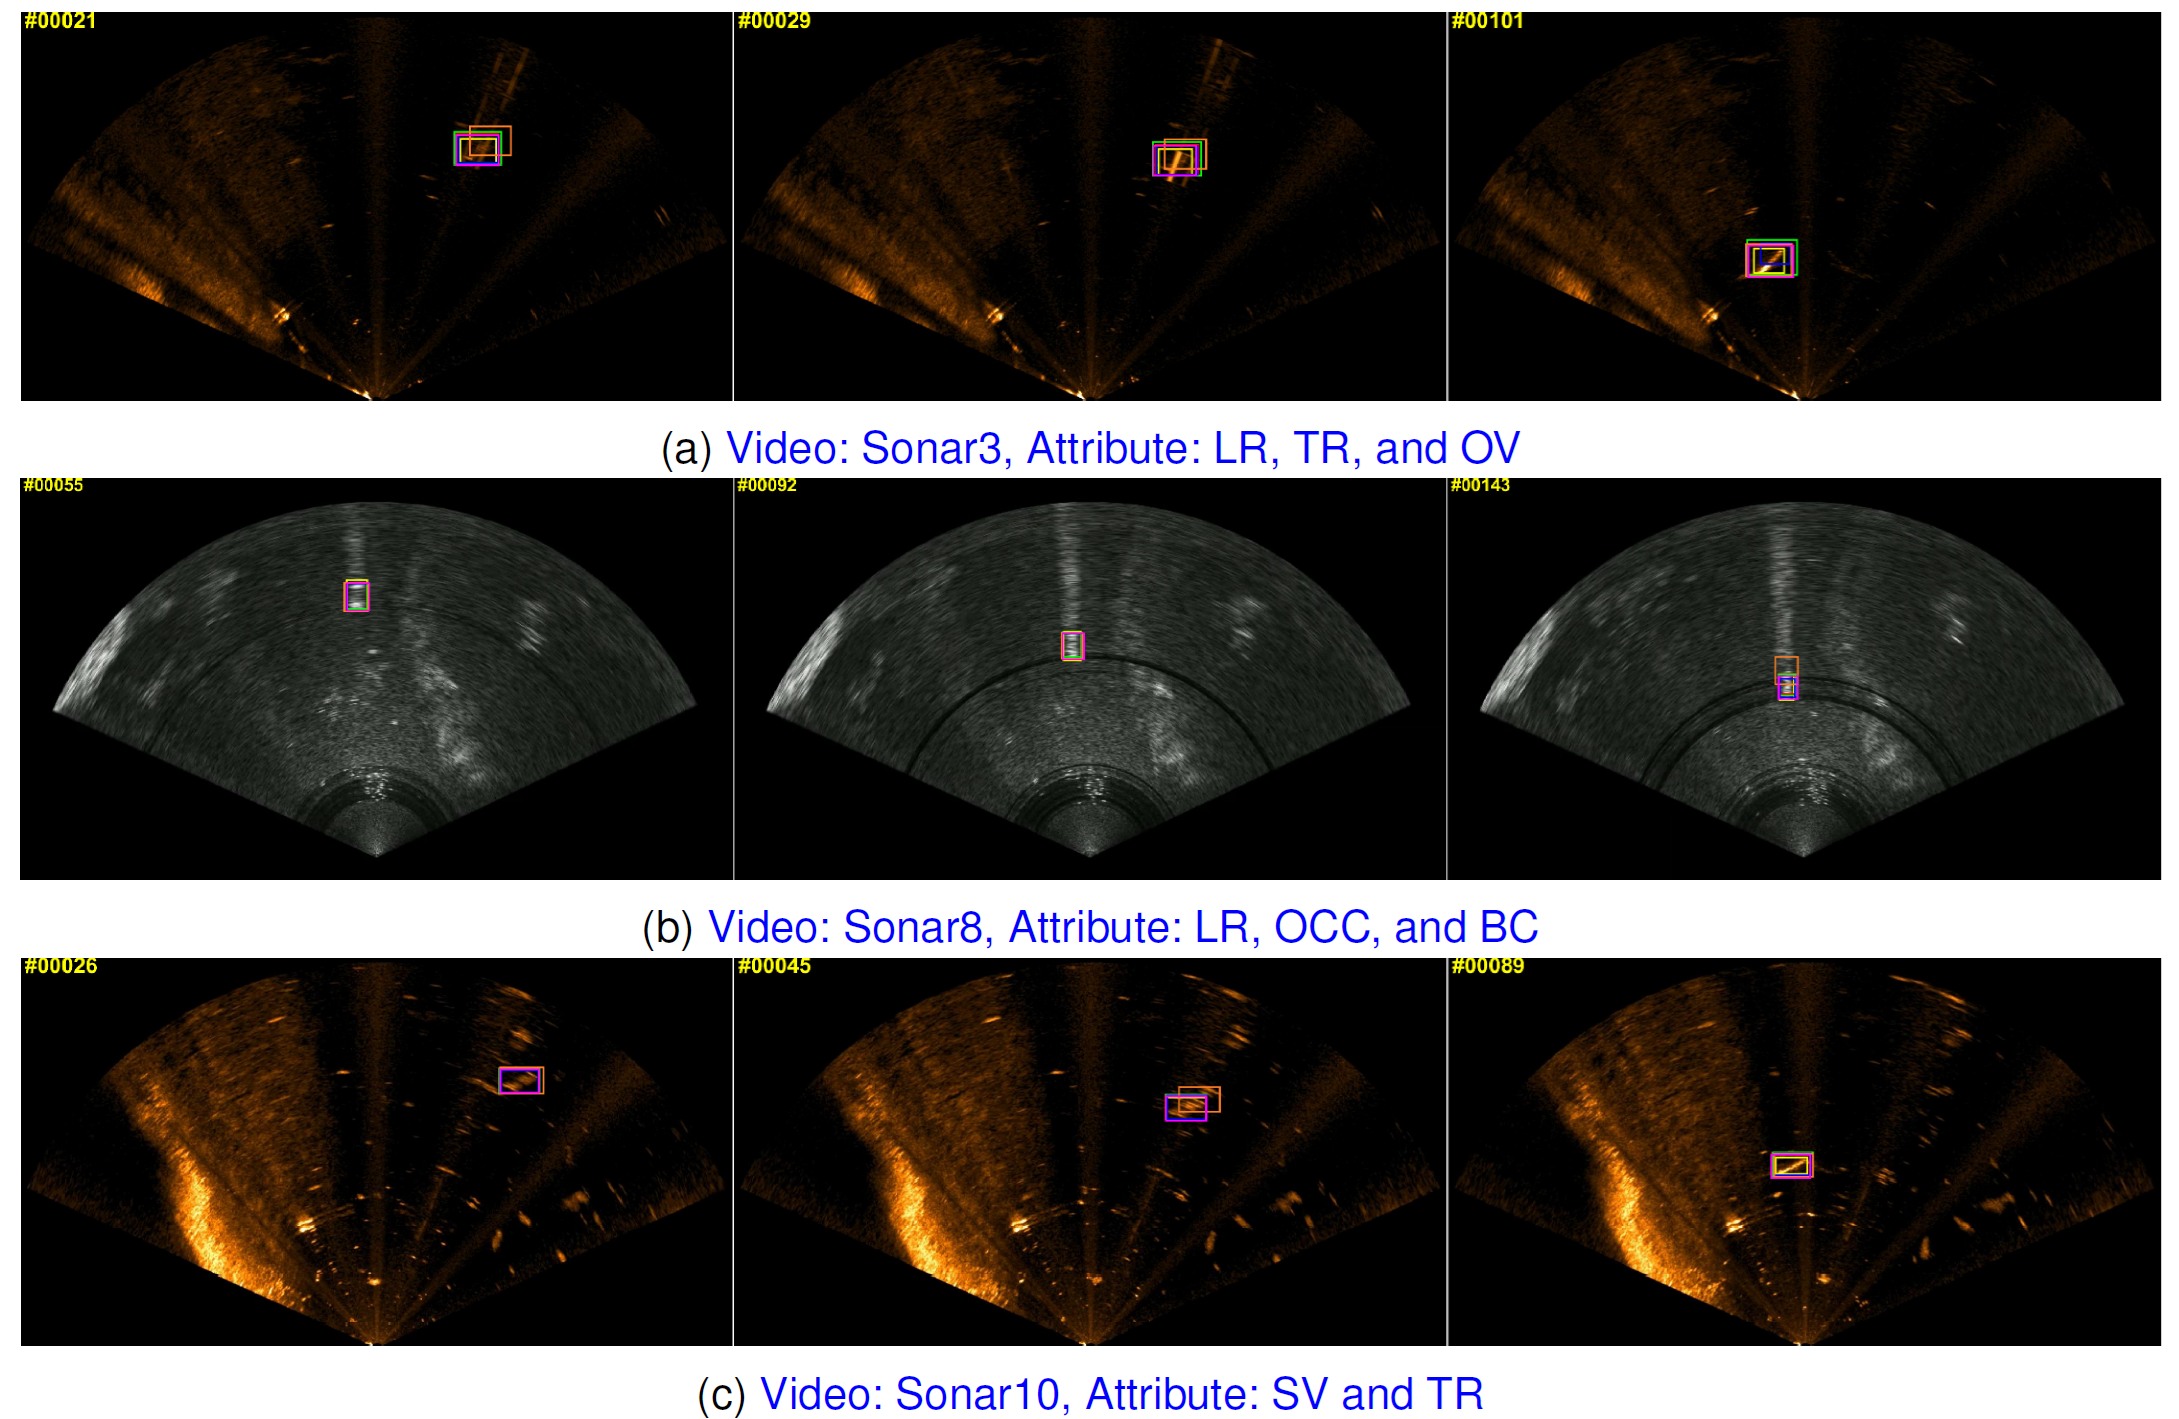 #00021 #00029 #00101
(a) Video: Sonar3, Attribute: LR, TR, and OV
#00055 #00092 #00143
(b) Video: Sonar8, Attribute: LR, OCC, and BC
#00026 #00045 #00089
(c) Video: Sonar10, Attribute: SV and TR